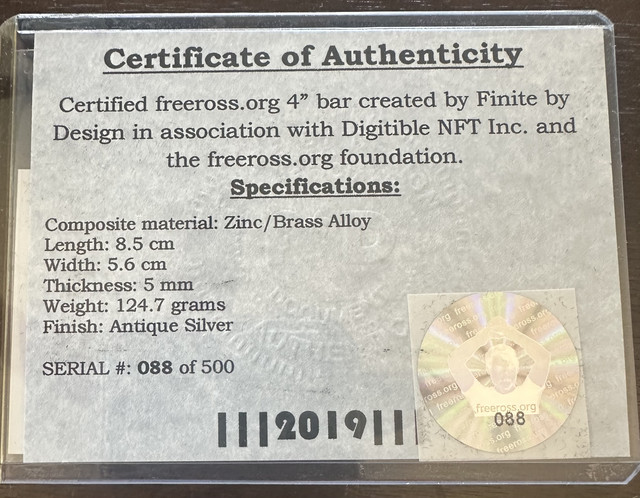 Certificate of Authenticity
Certified freeross.org 4” bar created by Finite by
Design in association with Digitible NFT Inc. and
the freeross.org foundation.
Specifications:
Composite material: Zinc/Brass Alloy
Length: 8.5 cm
Width: 5.6 cm
Thickness: 5 mm
Weight: 124.7 grams
Finish: Antique Silver
SERIAL #: 088 of 500
|||2019||
freeross.org
088